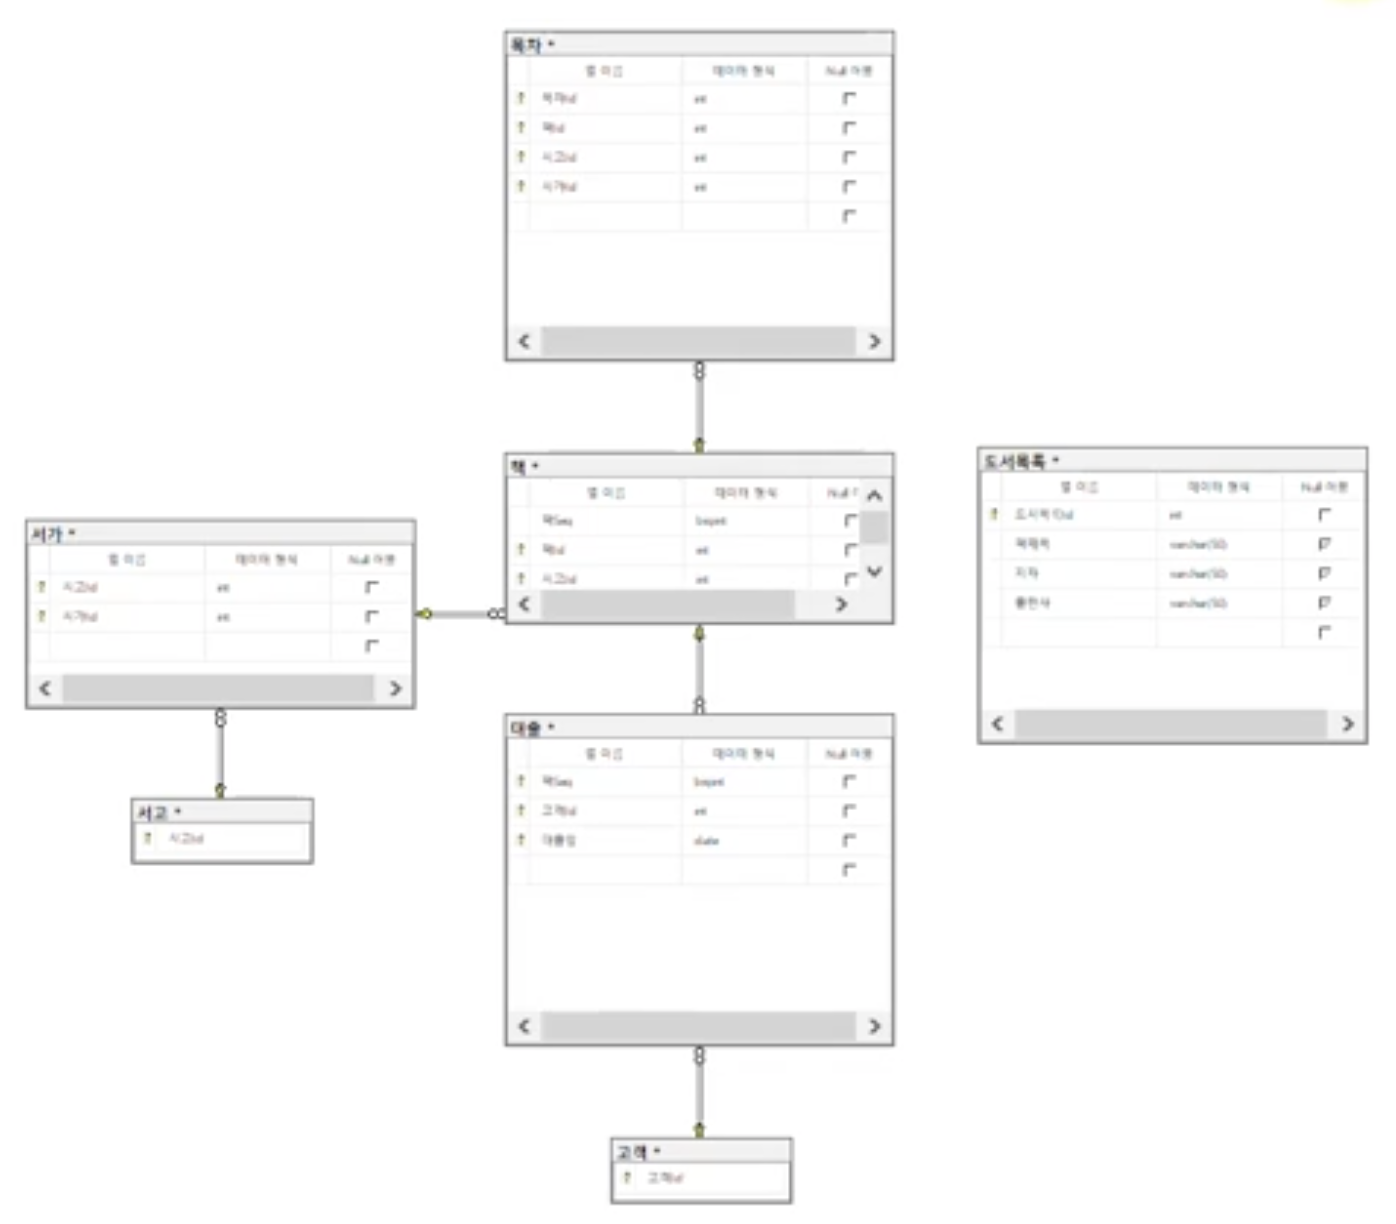 목차 *
열 이름 데이터 형식 Null 허용
목차Id int
책Id int
서고Id int
서가Id int
책 *
열 이름 데이터 형식 Null
책Seq bigint
책Id int
서고Id int
도서목록 *
열 이름 데이터 형식 Null 허용
도서목록Id int
책제목 varchar(50)
저자 varchar(50)
출판사 varchar(50)
서가 *
열 이름 데이터 형식 Null 허용
서고Id int
서가Id int
서고 *
서고Id
대출 *
열 이름 데이터 형식 Null 허용
책Seq bigint
고객Id int
대출일 date
고객 *
고객Id